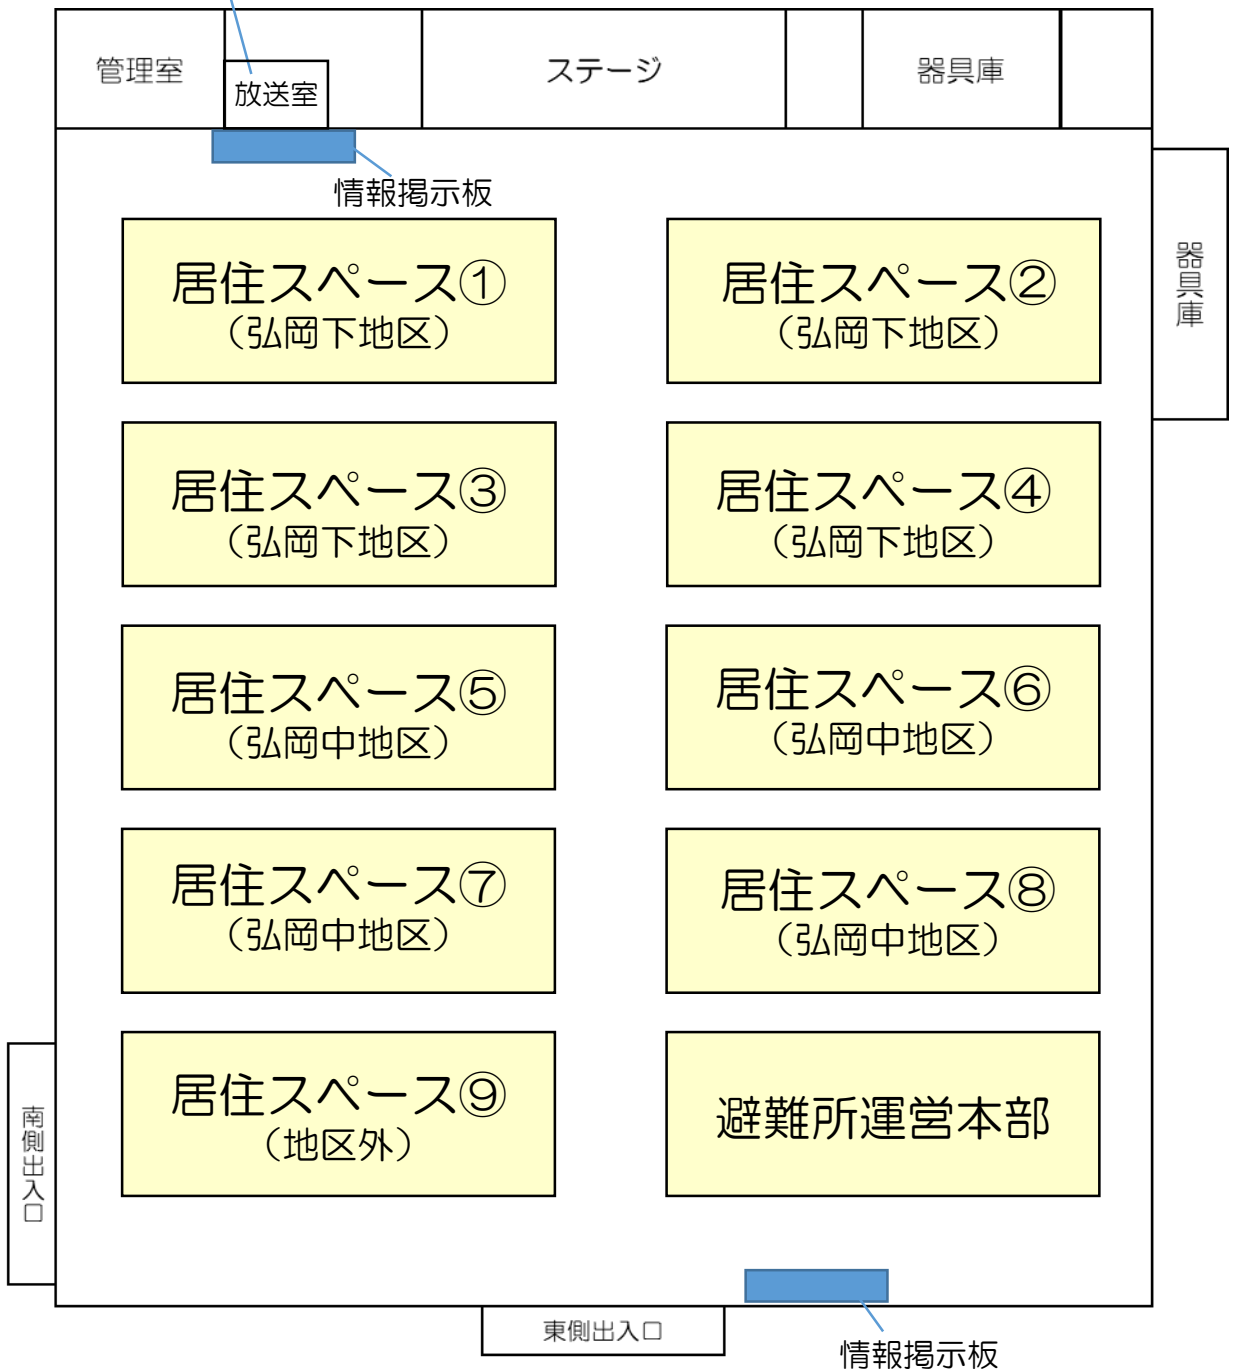 管理室
放送室
ステージ
器具庫
情報掲示板
器具庫
居住スペース①
（弘岡下地区）
居住スペース②
（弘岡下地区）
居住スペース③
（弘岡下地区）
居住スペース④
（弘岡下地区）
居住スペース⑤
（弘岡中地区）
居住スペース⑥
（弘岡中地区）
居住スペース⑦
（弘岡中地区）
居住スペース⑧
（弘岡中地区）
居住スペース⑨
（地区外）
避難所運営本部
南側出入口
東側出入口
情報掲示板